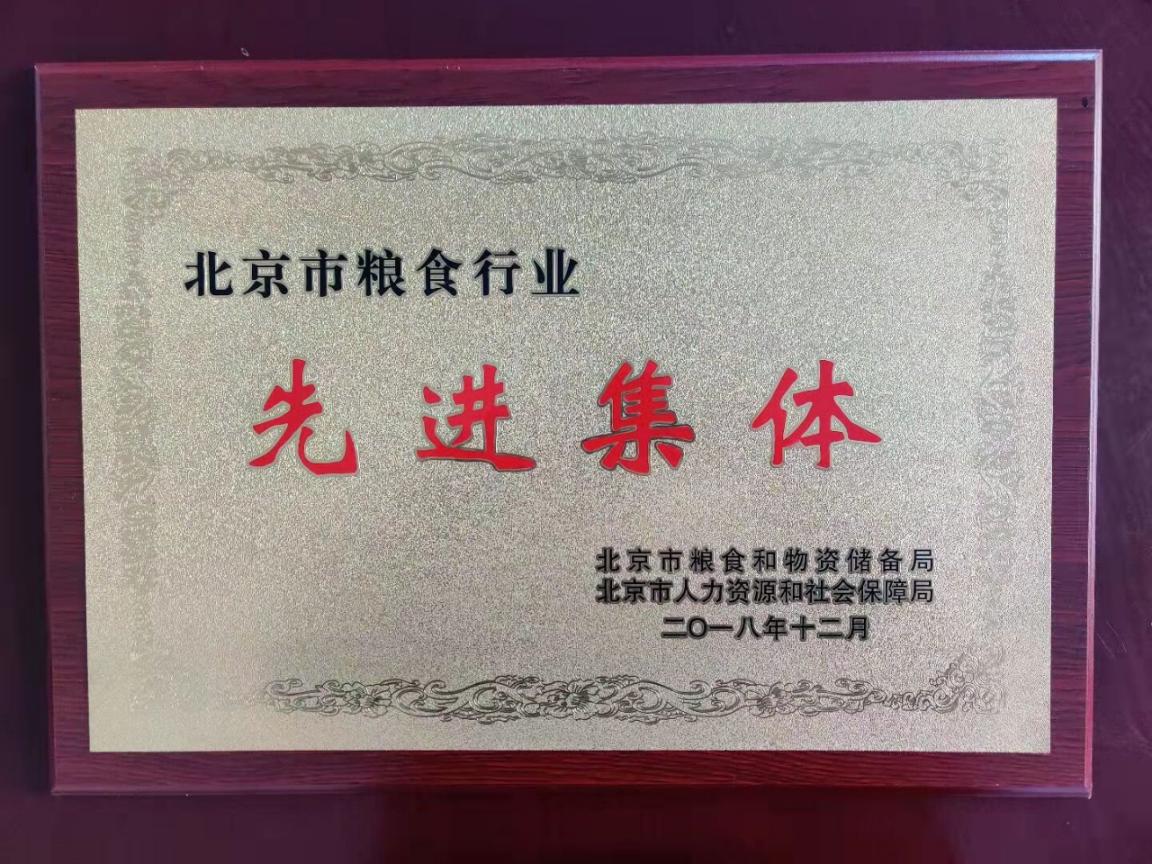 北京市粮食行业
先进集体
北京市粮食和物资储备局
北京市人力资源和社会保障局
二〇一八年十二月